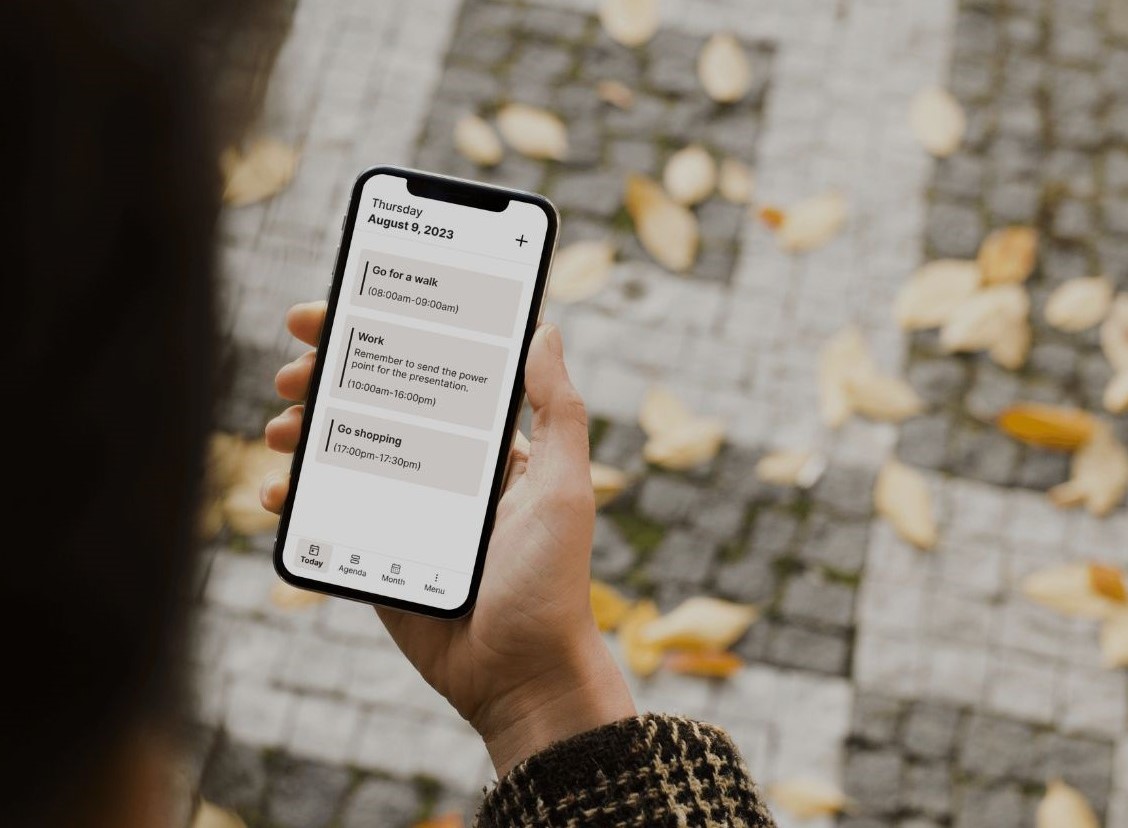 Thursday
August 9, 2023
+
Go for a walk
(08:00am-09:00am)
Work
Remember to send the power
point for the presentation.
(10:00am-16:00pm)
Go shopping
(17:00pm-17:30pm)
Today
Agenda
Month
Menu